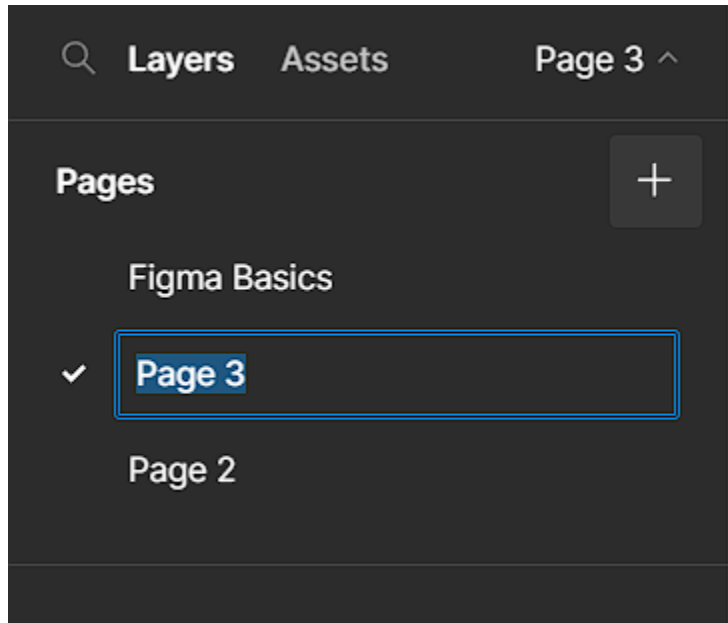 Layers Assets Page 3
Pages
Figma Basics
Page 3
Page 2